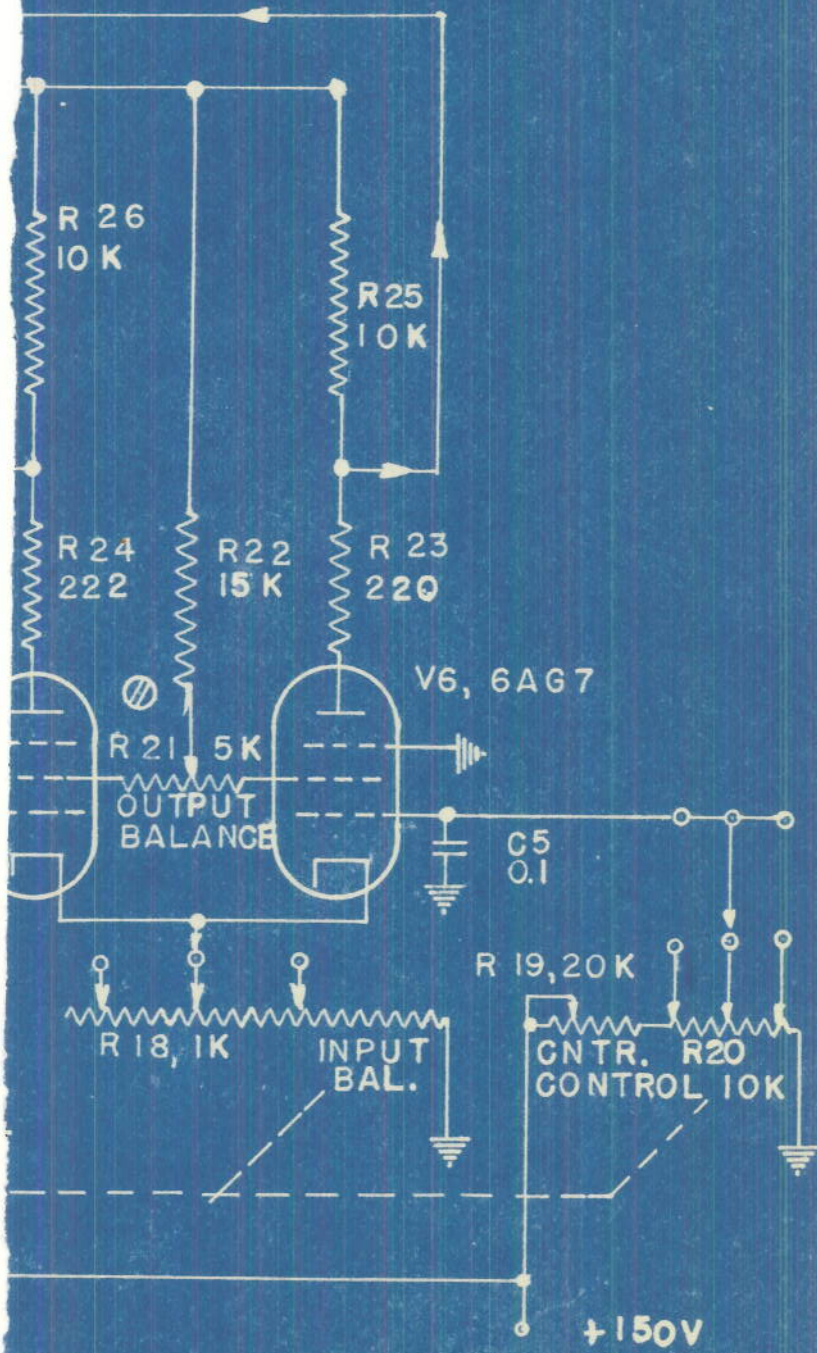 R 26
10 K
R25
10K
R 24
222
R22
15 K
R 23
220
V6, 6AG7
R 21 5K
OUTPUT
BALANCE
C5
0.1
R 19, 20K
R 18, 1K
INPUT
BAL.
CNTR. R20
CONTROL 10K
+150V